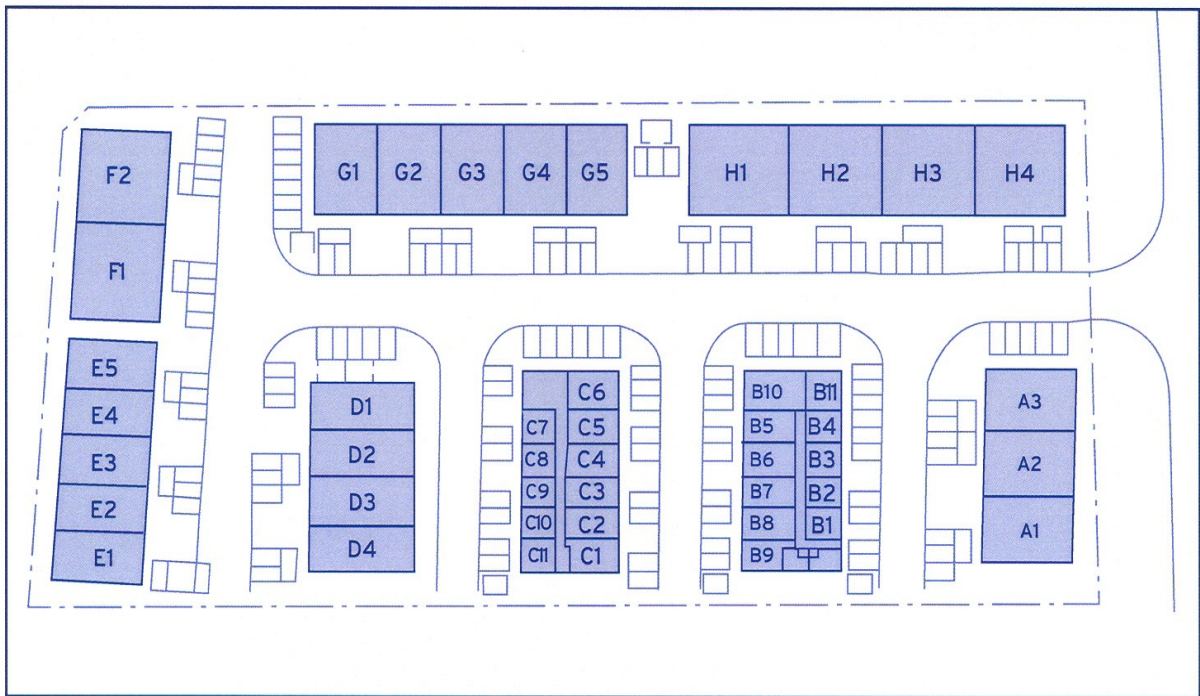 F2
F1
G1 G2 G3 G4 G5
H1 H2 H3 H4
E5
E4
E3
E2
E1
D1
D2
D3
D4
C6
C7 C5
C8 C4
C9 C3
C10 C2
C11 C1
B10 B11
B5 B4
B6 B3
B7 B2
B8 B1
B9
A3
A2
A1